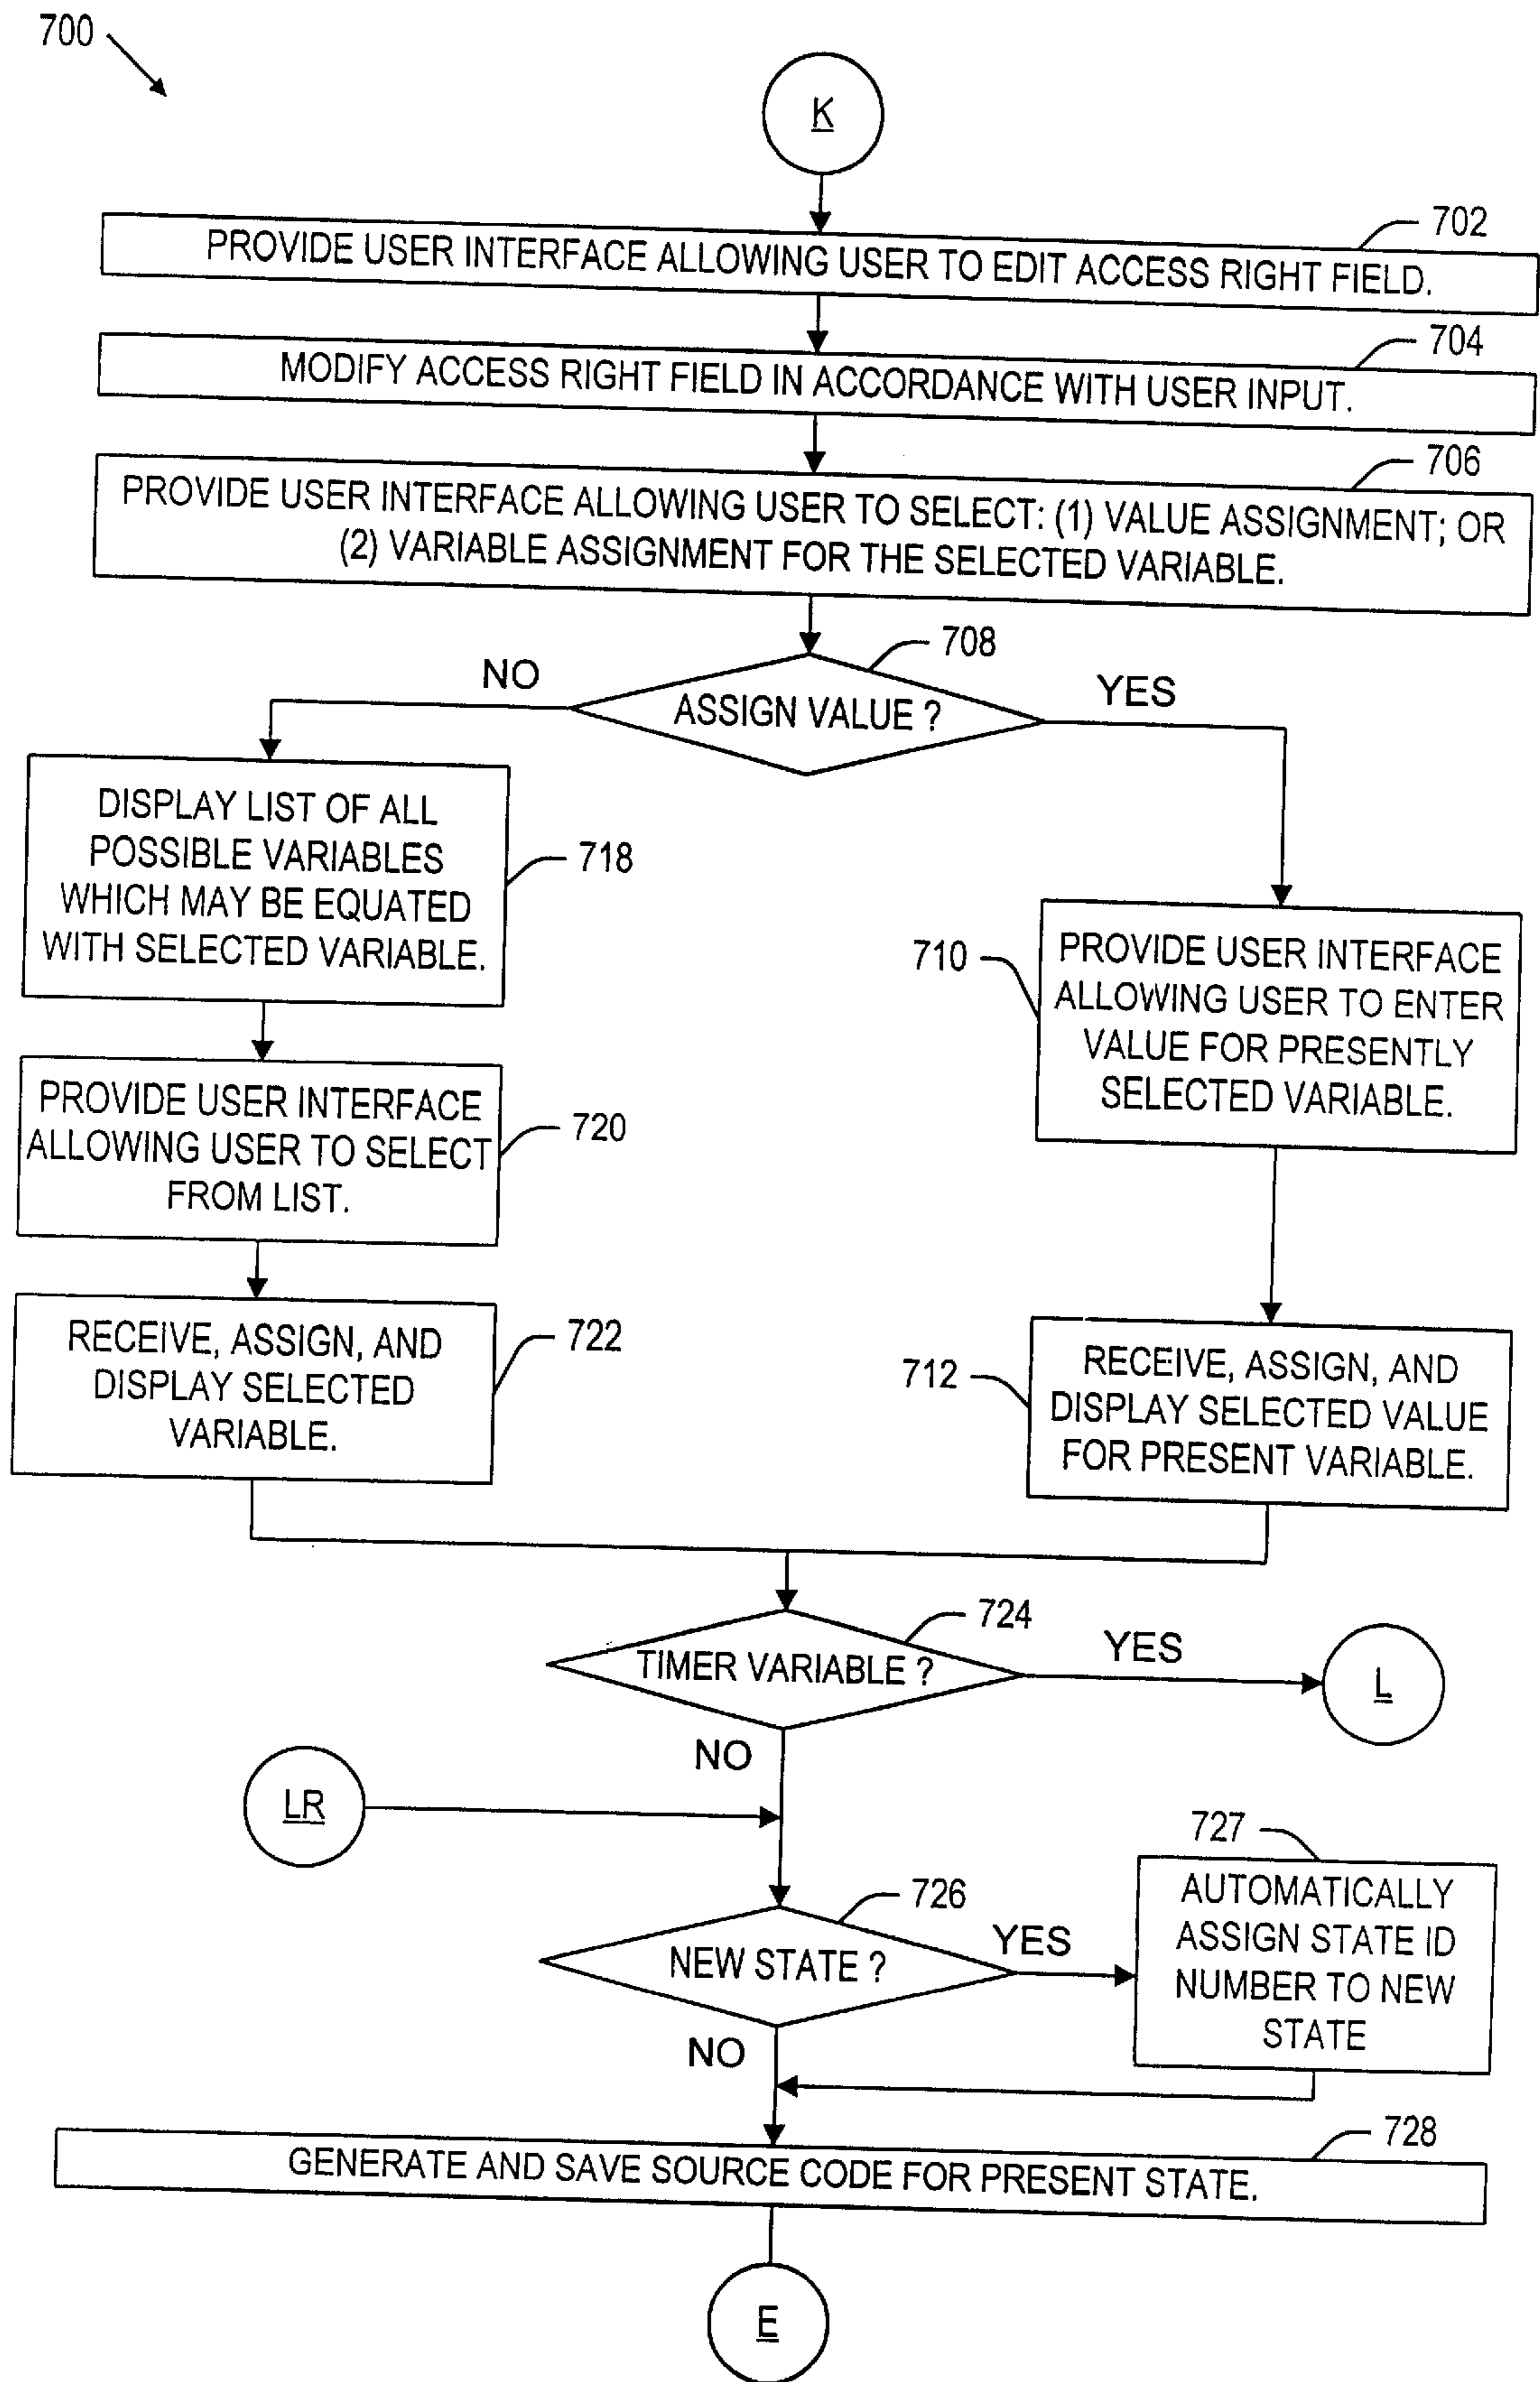 700
K
702
PROVIDE USER INTERFACE ALLOWING USER TO EDIT ACCESS RIGHT FIELD.
704
MODIFY ACCESS RIGHT FIELD IN ACCORDANCE WITH USER INPUT.
706
PROVIDE USER INTERFACE ALLOWING USER TO SELECT: (1) VALUE ASSIGNMENT; OR
(2) VARIABLE ASSIGNMENT FOR THE SELECTED VARIABLE.
708
NO
YES
ASSIGN VALUE ?
DISPLAY LIST OF ALL
POSSIBLE VARIABLES
WHICH MAY BE EQUATED
WITH SELECTED VARIABLE.
718
710
PROVIDE USER INTERFACE
ALLOWING USER TO ENTER
VALUE FOR PRESENTLY
SELECTED VARIABLE.
PROVIDE USER INTERFACE
ALLOWING USER TO SELECT
FROM LIST.
720
RECEIVE, ASSIGN, AND
DISPLAY SELECTED
VARIABLE.
722
712
RECEIVE, ASSIGN, AND
DISPLAY SELECTED VALUE
FOR PRESENT VARIABLE.
724
TIMER VARIABLE ?
YES
L
NO
LR
727
AUTOMATICALLY
ASSIGN STATE ID
NUMBER TO NEW
STATE
726
NEW STATE ?
YES
NO
728
GENERATE AND SAVE SOURCE CODE FOR PRESENT STATE.
E